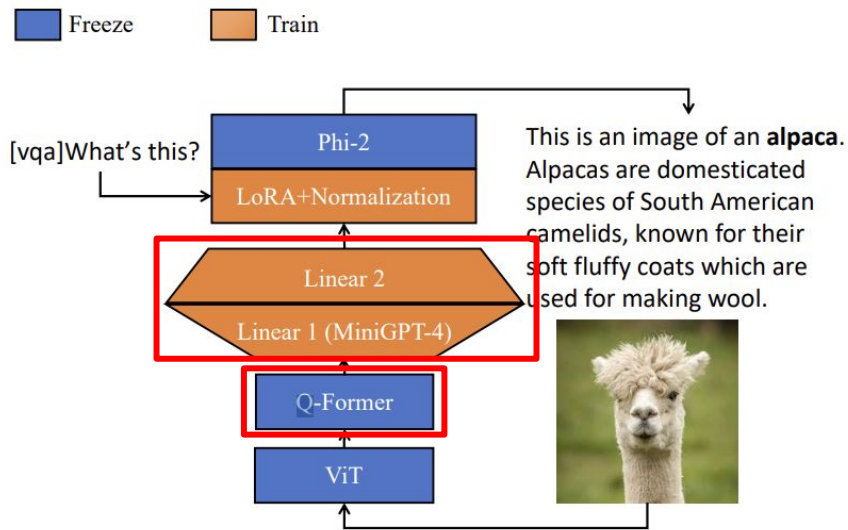 Freeze
Train
[vqa]What's this?
Phi-2
LoRA+Normalization
Linear 2
Linear 1 (MiniGPT-4)
Q-Former
ViT
This is an image of an alpaca.
Alpacas are domesticated
species of South American
camelids, known for their
soft fluffy coats which are
used for making wool.